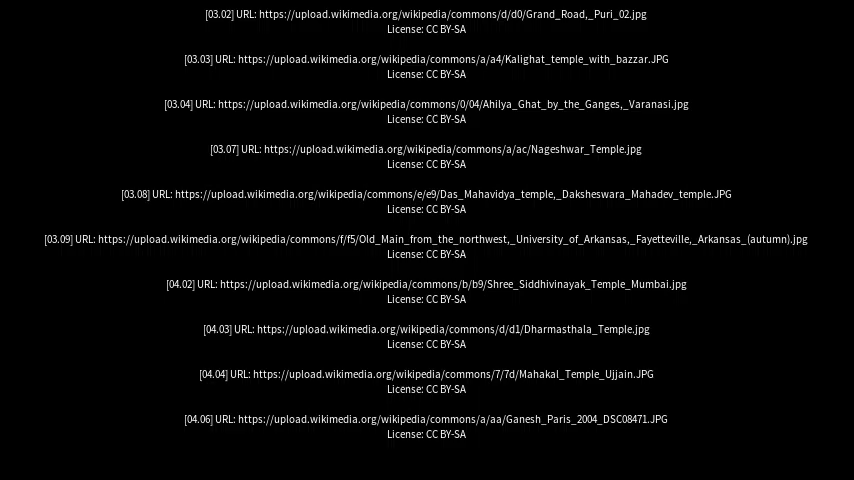 [03.02] URL: https://upload.wikimedia.org/wikipedia/commons/d/d0/Grand_Road,_Puri_02.jpg
License: CC BY-SA
[03.03] URL: https://upload.wikimedia.org/wikipedia/commons/a/a4/Kalighat_temple_with_bazzar.JPG
License: CC BY-SA
[03.04] URL: https://upload.wikimedia.org/wikipedia/commons/0/04/Ahilya_Ghat_by_the_Ganges,_Varanasi.jpg
License: CC BY-SA
[03.07] URL: https://upload.wikimedia.org/wikipedia/commons/a/ac/Nageshwar_Temple.jpg
License: CC BY-SA
[03.08] URL: https://upload.wikimedia.org/wikipedia/commons/e/e9/Das_Mahavidya_temple,_Daksheswara_Mahadev_temple.JPG
License: CC BY-SA
[03.09] URL: https://upload.wikimedia.org/wikipedia/commons/f/f5/Old_Main_from_the_northwest,_University_of_Arkansas,_Fayetteville,_Arkansas_(autumn).jpg
License: CC BY-SA
[04.02] URL: https://upload.wikimedia.org/wikipedia/commons/b/b9/Shree_Siddhivinayak_Temple_Mumbai.jpg
License: CC BY-SA
[04.03] URL: https://upload.wikimedia.org/wikipedia/commons/d/d1/Dharmasthala_Temple.jpg
License: CC BY-SA
[04.04] URL: https://upload.wikimedia.org/wikipedia/commons/7/7d/Mahakal_Temple_Ujjain.JPG
License: CC BY-SA
[04.06] URL: https://upload.wikimedia.org/wikipedia/commons/a/aa/Ganesh_Paris_2004_DSC08471.JPG
License: CC BY-SA